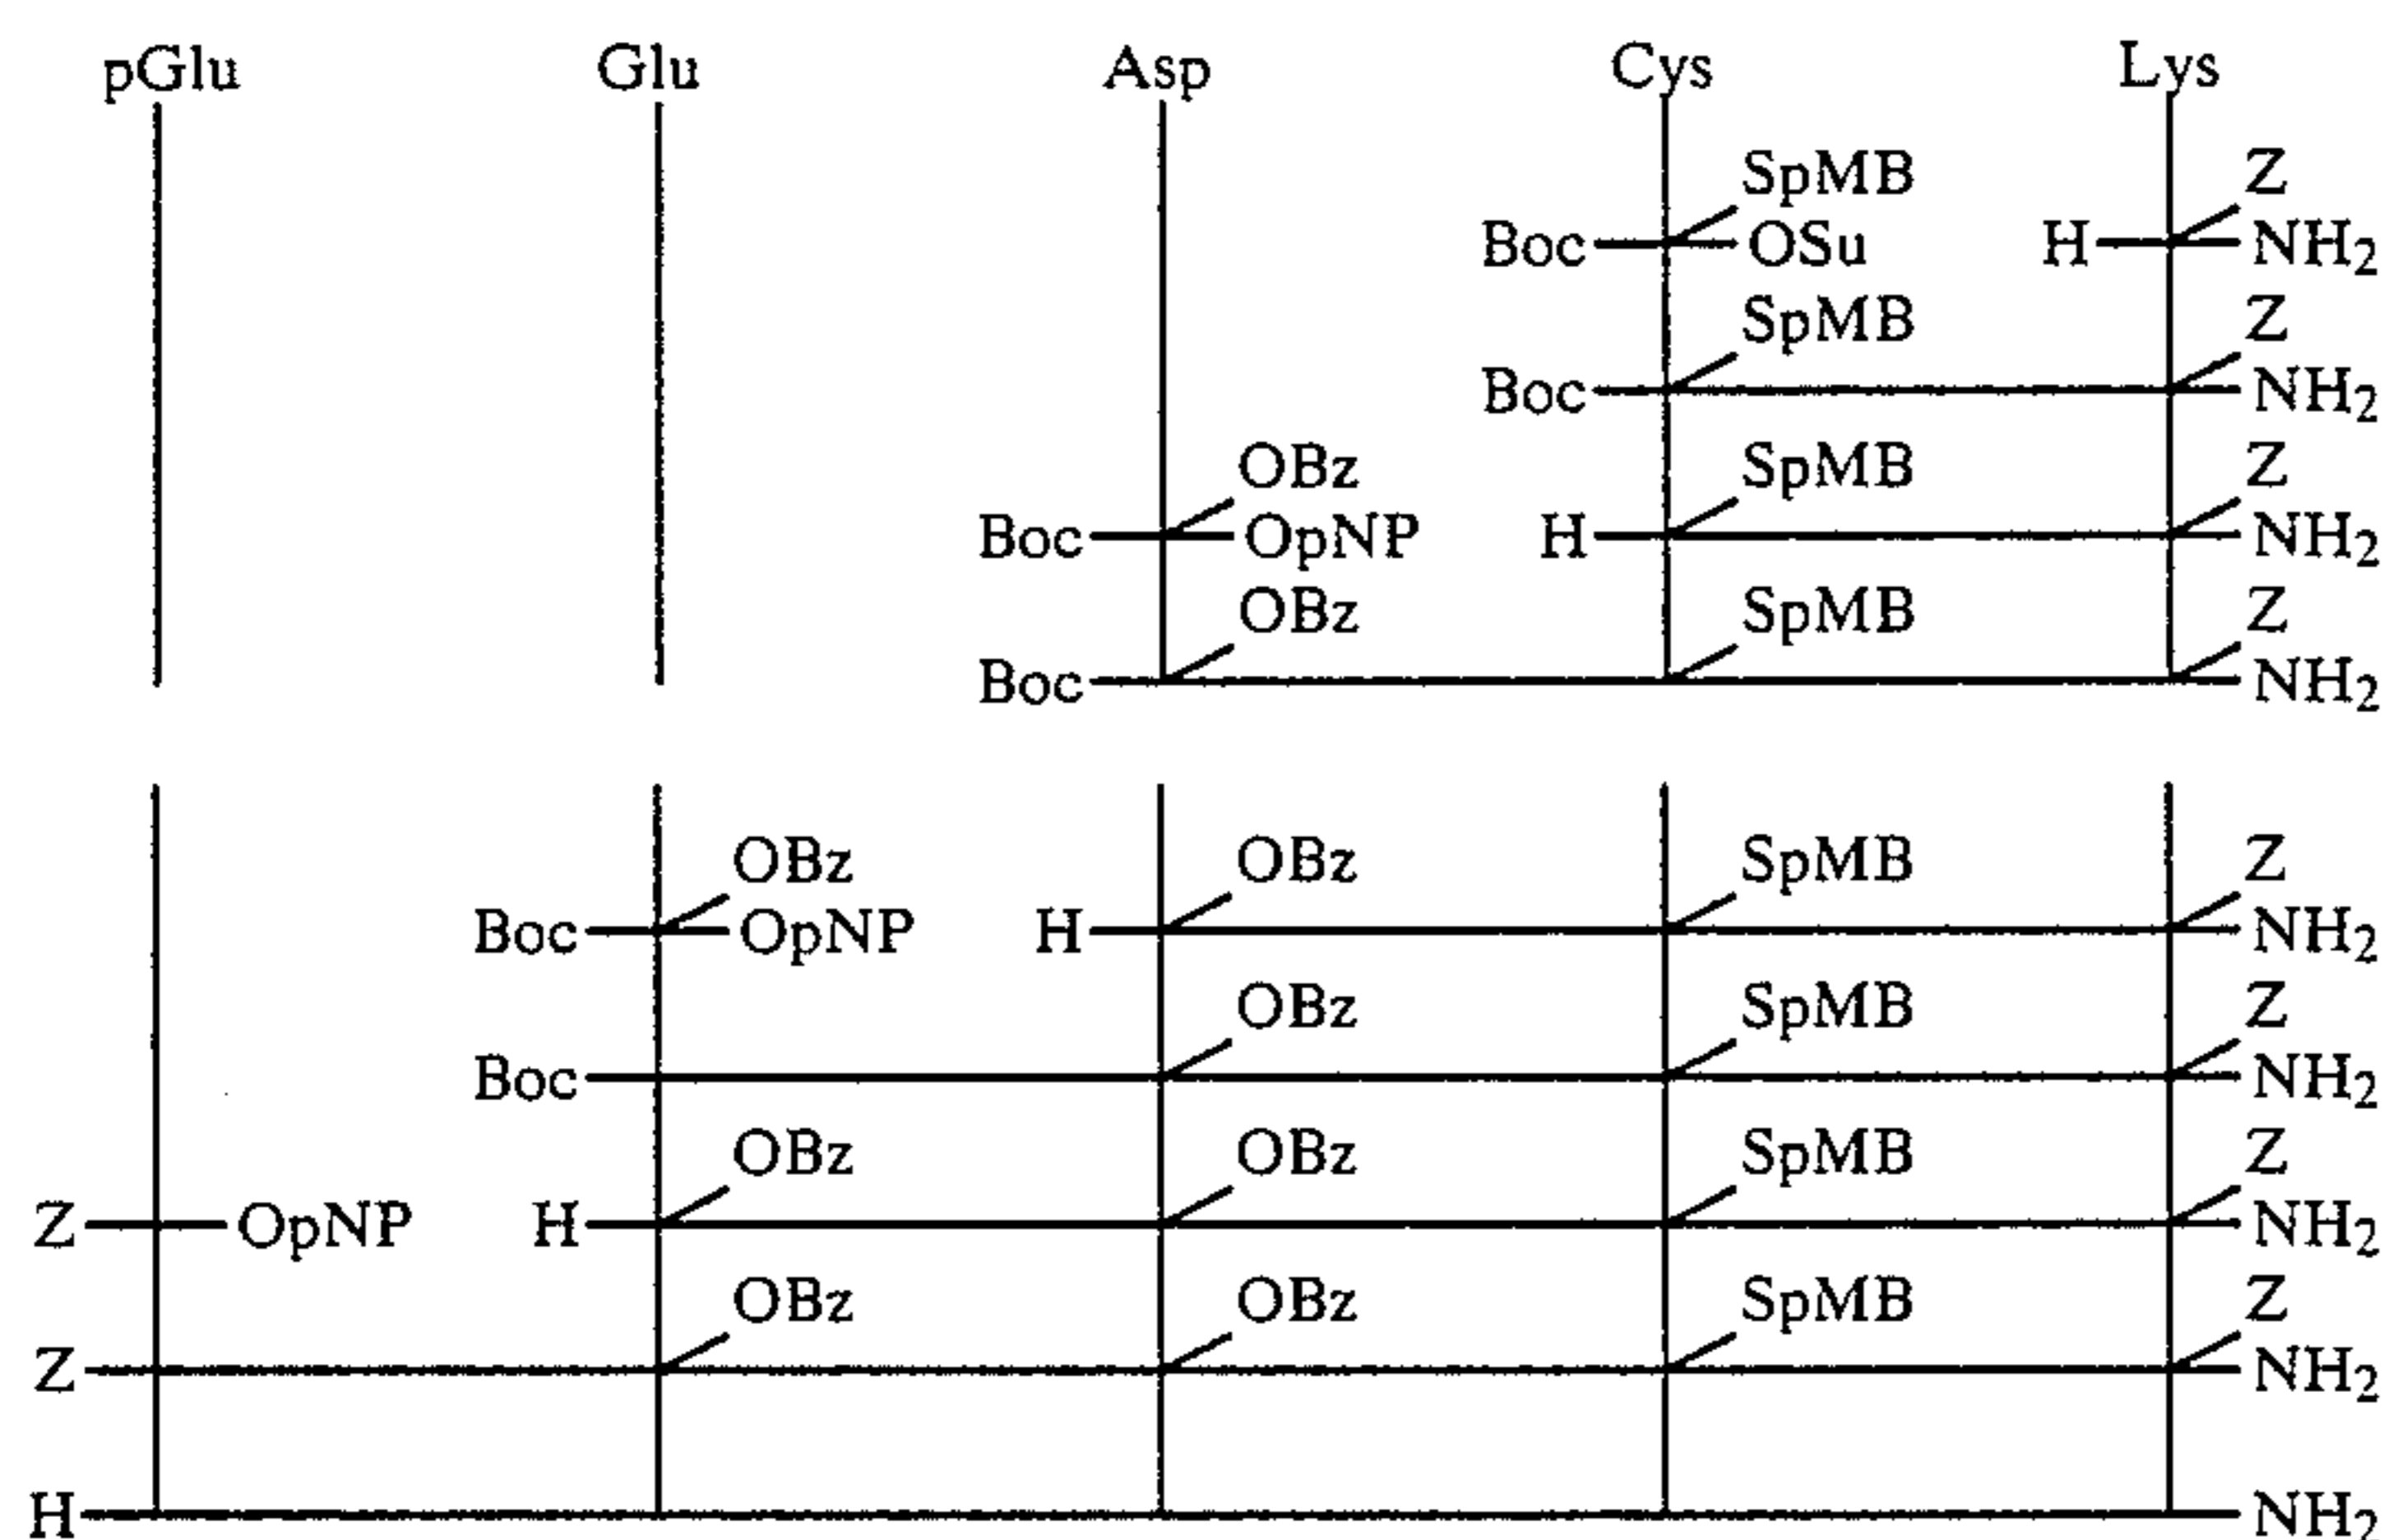 pGlu Glu Asp Cys Lys
SpMB Z
Boc OSu H NH2
SpMB Z
Boc NH2
OBz SpMB Z
Boc OpNP H NH2
OBz SpMB Z
Boc NH2
OBz OBz SpMB Z
Boc OpNP H NH2
OBz SpMB Z
Boc NH2
OBz OBz SpMB Z
Z OpNP H NH2
OBz OBz SpMB Z
Z NH2
H NH2